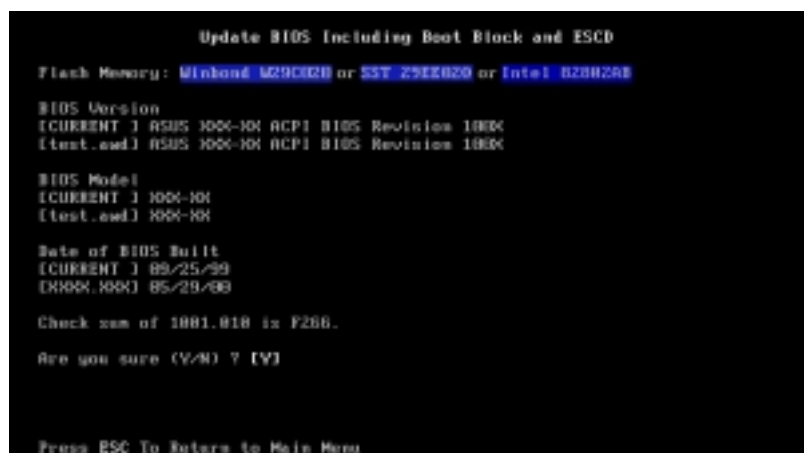 Update BIOS Including Boot Block and ESCD
Flash Memory: Winbond W29C020 or SST 29EE020 or Intel 82802AB
BIOS Version
[CURRENT ] ASUS XXX-XX ACPI BIOS Revision 100X
[test.awd] ASUS XXX-XX ACPI BIOS Revision 100X
BIOS Model
[CURRENT ] XXX-XX
[test.awd] XXX-XX
Date of BIOS Built
[CURRENT ] 09/25/99
[XXXX.XXX] 05/29/00
Check sum of 1001.010 is F266.
Are you sure (Y/N) ? [Y]
Press ESC To Return to Main Menu